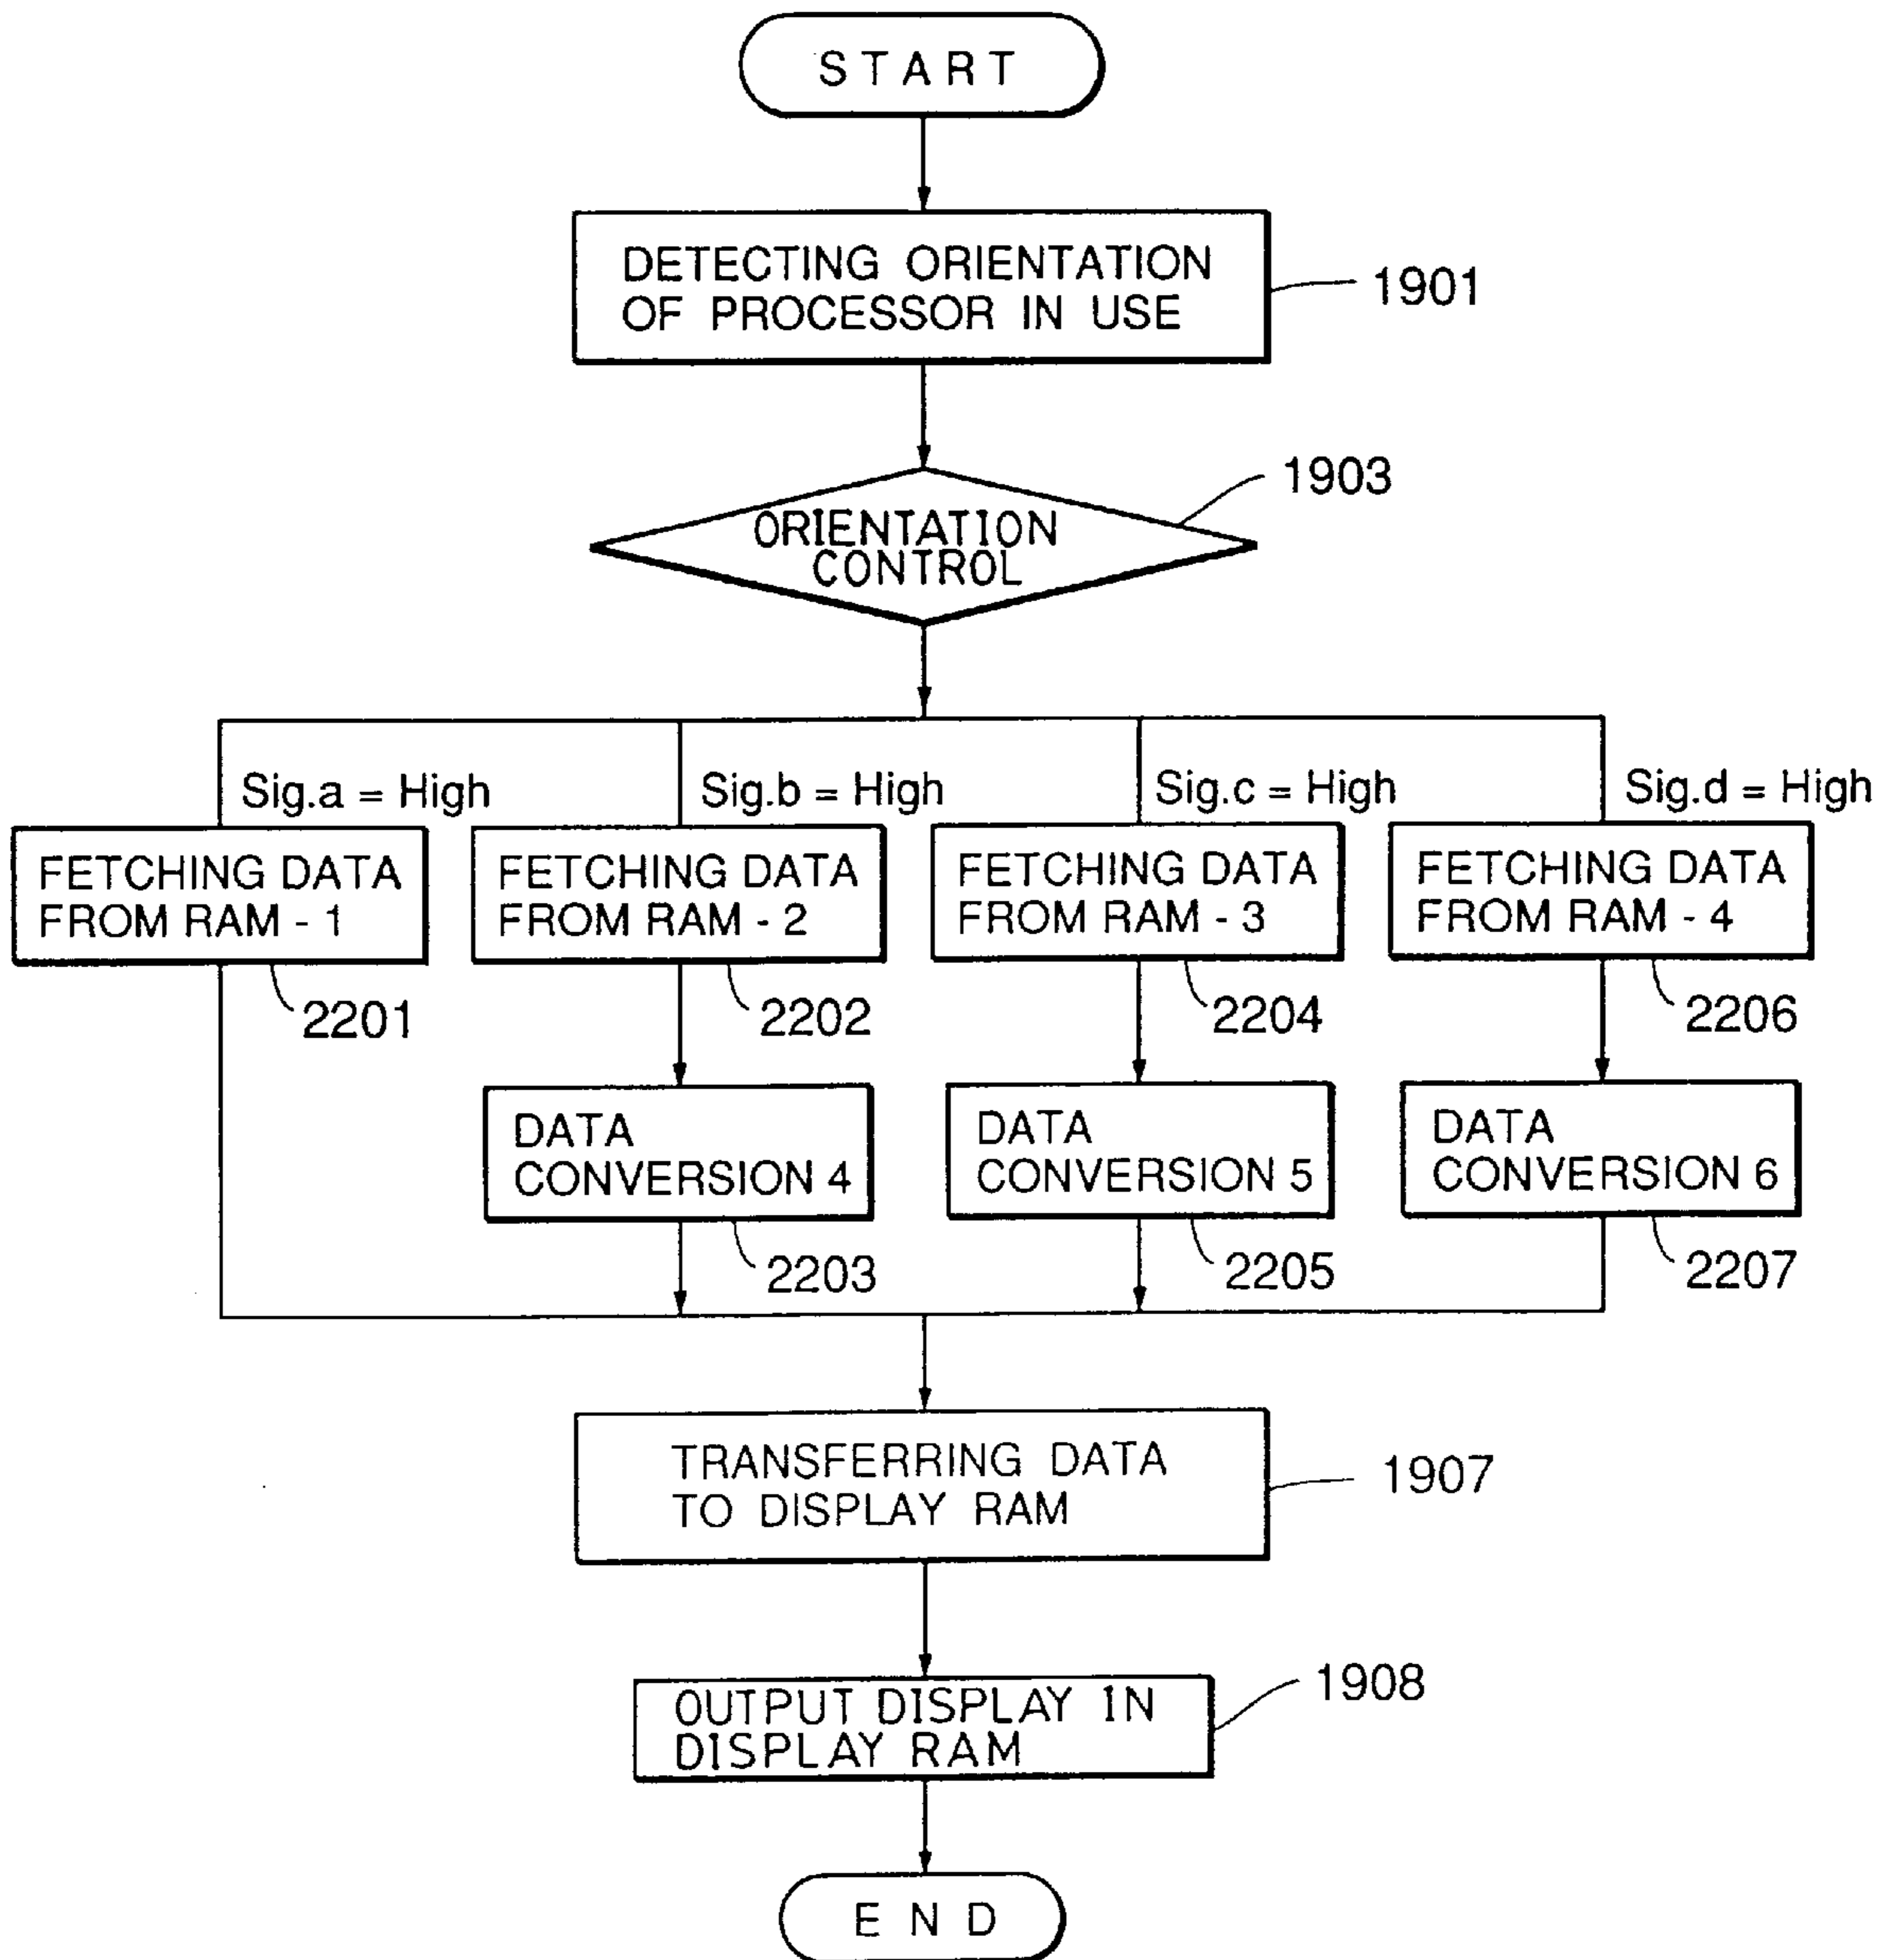 START
DETECTING ORIENTATION
OF PROCESSOR IN USE
1901
1903
ORIENTATION
CONTROL
Sig.a = High
Sig.b = High
Sig.c = High
Sig.d = High
FETCHING DATA
FROM RAM - 1
FETCHING DATA
FROM RAM - 2
FETCHING DATA
FROM RAM - 3
FETCHING DATA
FROM RAM - 4
2201
2202
2204
2206
DATA
CONVERSION 4
DATA
CONVERSION 5
DATA
CONVERSION 6
2203
2205
2207
TRANSFERRING DATA
TO DISPLAY RAM
1907
OUTPUT DISPLAY 1N
DISPLAY RAM
1908
END